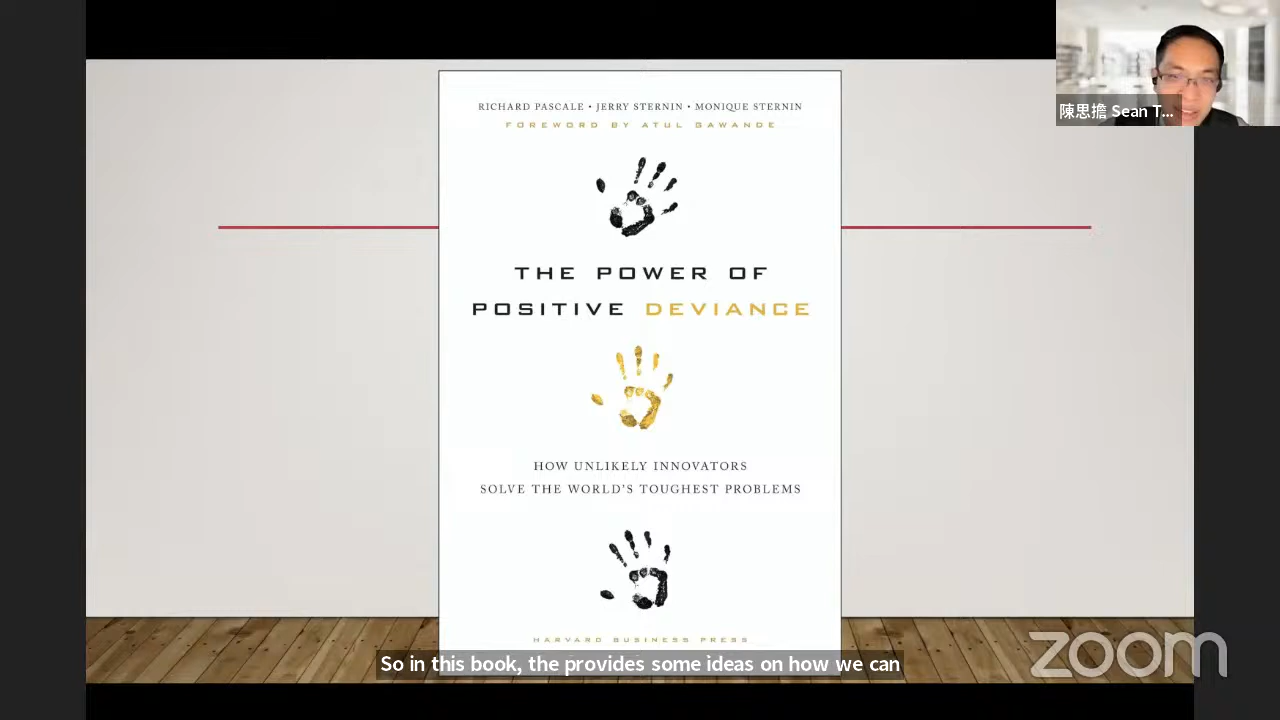 RICHARD PASCALE • JERRY STERNIN • MONIQUE STERNIN
FOREWORD BY ATUL GAWANDE
THE POWER OF
POSITIVE DEVIANCE
HOW UNLIKELY INNOVATORS
SOLVE THE WORLD'S TOUGHEST PROBLEMS
HARVARD BUSINESS PRESS
So in this book, the provides some ideas on how we can
陳思擔 Sean T...
zoom